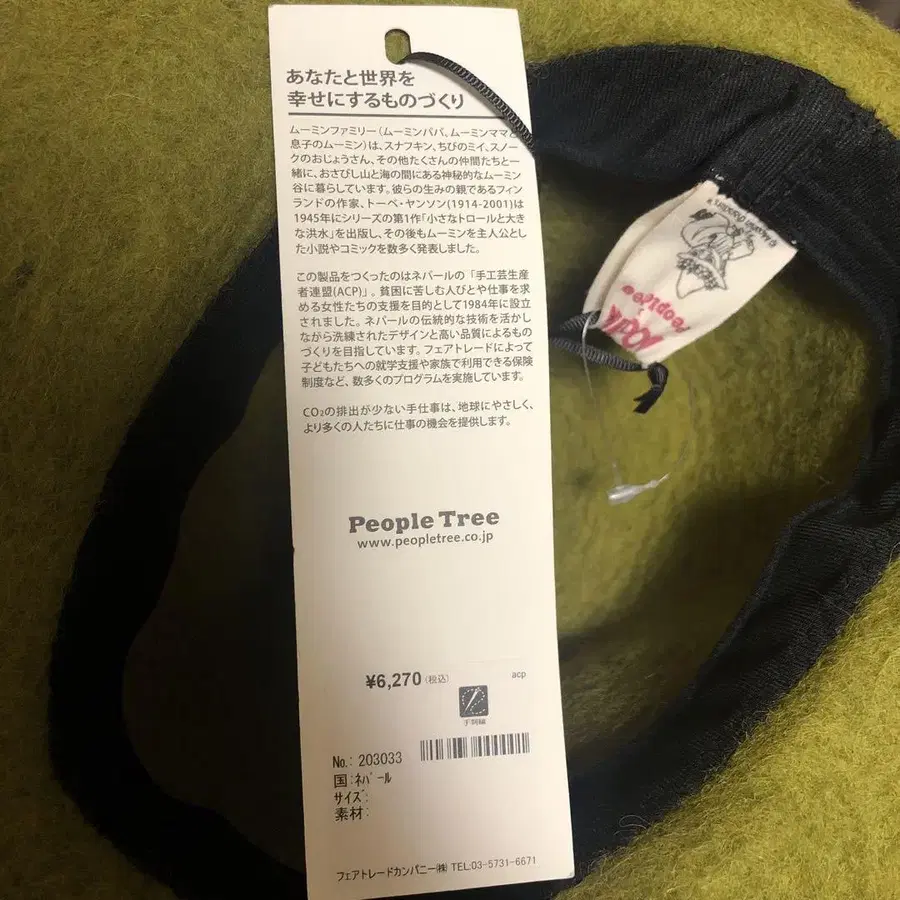 あなたと世界を
幸せにするものづくり
ムーミンファミリー(ムーミンパパ、ムーミンママと
息子のムーミン)は、スナフキン、ちびのミイ、スノー
クのおじょうさん、その他たくさんの仲間たちと一
緒に、おさびし山と海の間にある神秘的なムーミン
谷に暮らしています。彼らの生みの親であるフィン
ランドの作家、トーベ・ヤンソン(1914-2001)は
1945年にシリーズの第1作「小さなトロールと大き
な洪水」を出版し、その後もムーミンを主人公とし
た小説やコミックを数多く発表しました。
この製品をつくったのはネパールの「手工芸生産
者連盟(ACP)」。貧困に苦しむ人びとや仕事を求
める女性たちの支援を目的として1984年に設立
されました。ネパールの伝統的な技術を活かし
ながら洗練されたデザインと高い品質によるもの
づくりを目指しています。フェアトレードによって
子どもたちへの就学支援や家族で利用できる保険
制度など、数多くのプログラムを実施しています。
CO₂の排出が少ない手仕事は、地球にやさしく、
より多くの人たちに仕事の機会を提供します。
People Tree
www.peopletree.co.jp
¥6,270(税込)
acp
手刺繍
No.: 203033
国:ネパール
サイズ:
素材:
フェアトレードカンパニー㈱ TEL:03-5731-6671